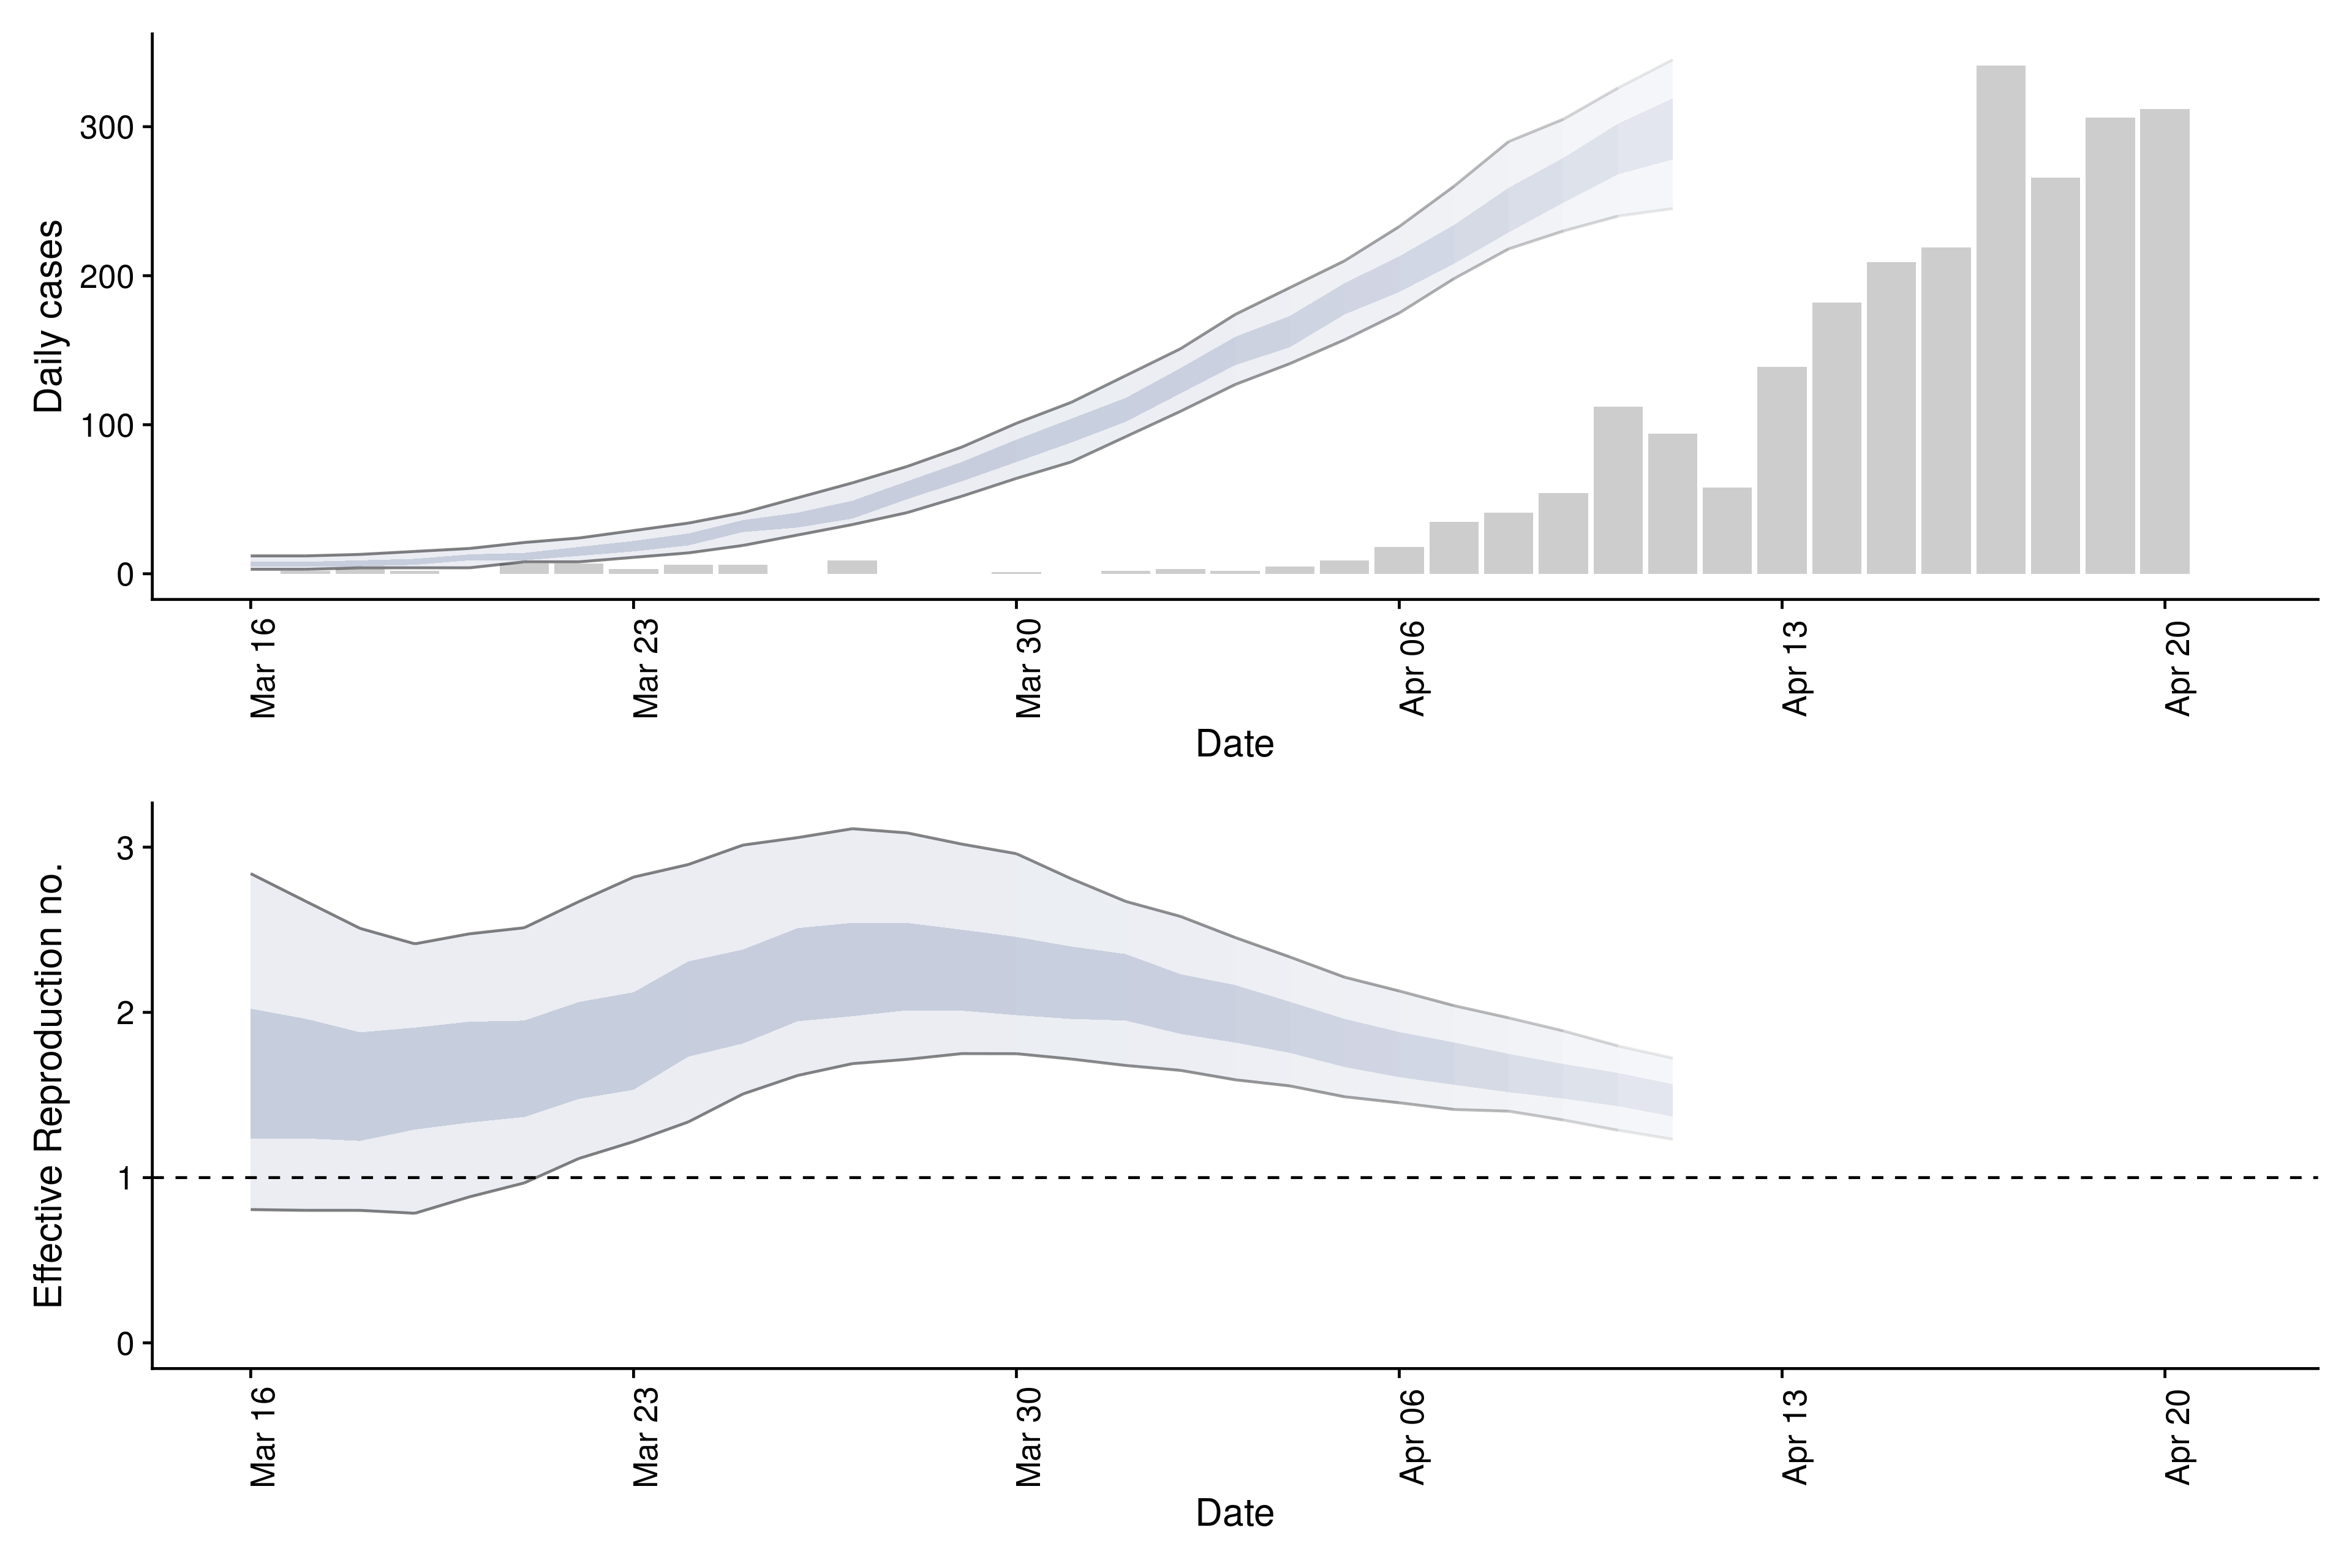 Daily cases
300
200
100
0
Mar 16
Mar 23
Mar 30
Apr 06
Apr 13
Apr 20
Date
Effective Reproduction no.
3
2
1
0
Mar 16
Mar 23
Mar 30
Apr 06
Apr 13
Apr 20
Date